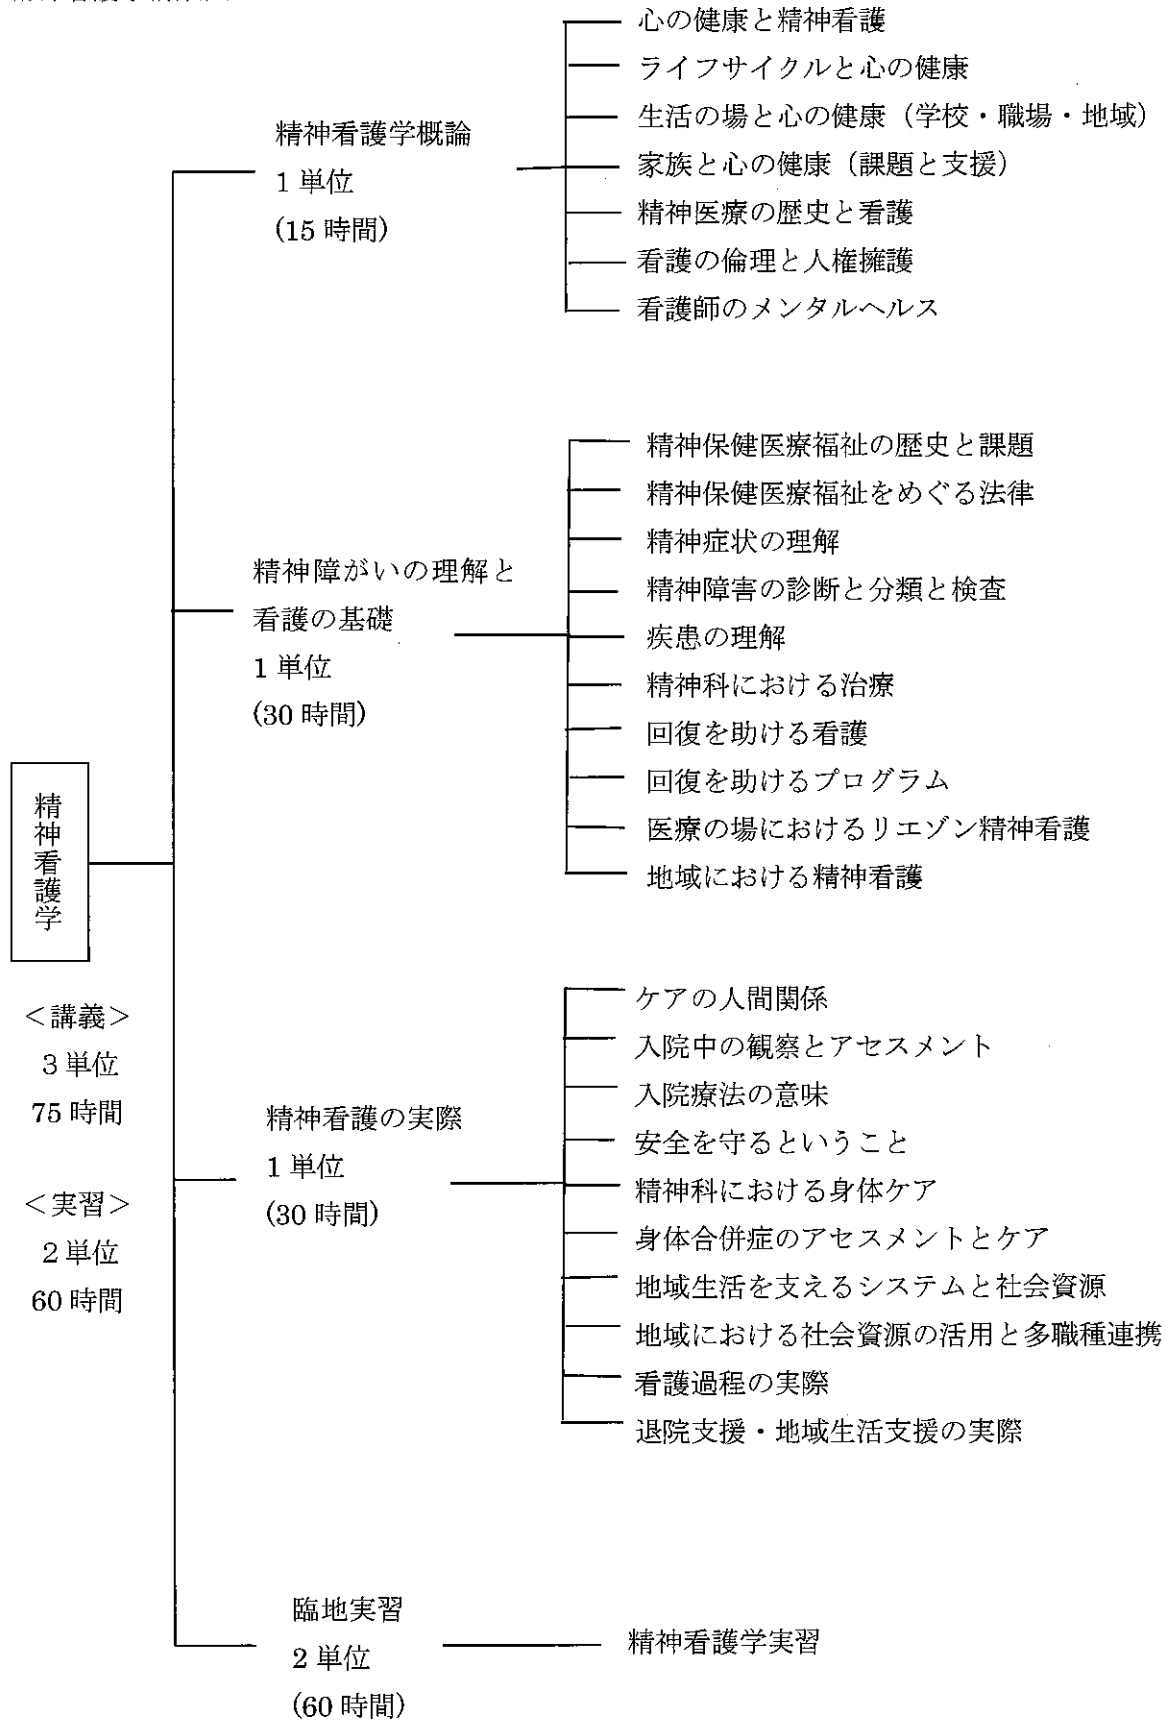 心の健康と精神看護
ライフサイクルと心の健康
生活の場と心の健康（学校・職場・地域）
家族と心の健康（課題と支援）
精神医療の歴史と看護
看護の倫理と人権擁護
看護師のメンタルヘルス
精神看護学概論
1 単位
(15 時間)
精神保健医療福祉の歴史と課題
精神保健医療福祉をめぐる法律
精神症状の理解
精神障害の診断と分類と検査
疾患の理解
精神科における治療
回復を助ける看護
回復を助けるプログラム
医療の場におけるリエゾン精神看護
地域における精神看護
精神障がいの理解と
看護の基礎
1 単位
(30 時間)
精神看護学
＜講義＞
3 単位
75 時間
＜実習＞
2 単位
60 時間
ケアの人間関係
入院中の観察とアセスメント
入院療法の意味
安全を守るということ
精神科における身体ケア
身体合併症のアセスメントとケア
地域生活を支えるシステムと社会資源
地域における社会資源の活用と多職種連携
看護過程の実際
退院支援・地域生活支援の実際
精神看護の実際
1 単位
(30 時間)
臨地実習
2 単位
(60 時間)
精神看護学実習